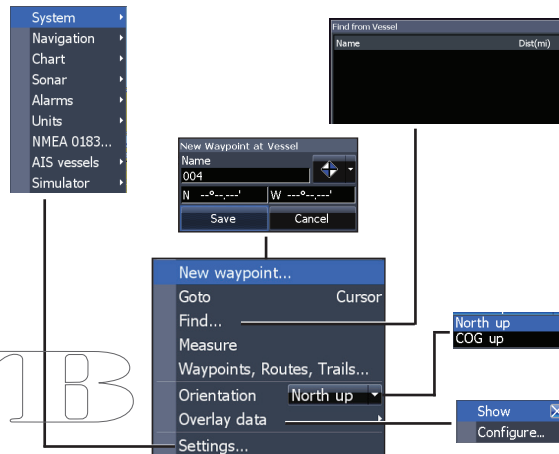 System
Navigation
Chart
Sonar
Alarms
Units
NMEA 0183...
AIS vessels
Simulator
Find from Vessel
Name Dist(mi)
New Waypoint at Vessel
Name
004
N --°--.---' W ---°--.---'
Save Cancel
New waypoint...
Goto Cursor
Find...
Measure
Waypoints, Routes, Trails...
Orientation North up
Overlay data
Settings...
North up
COG up
Show
Configure...